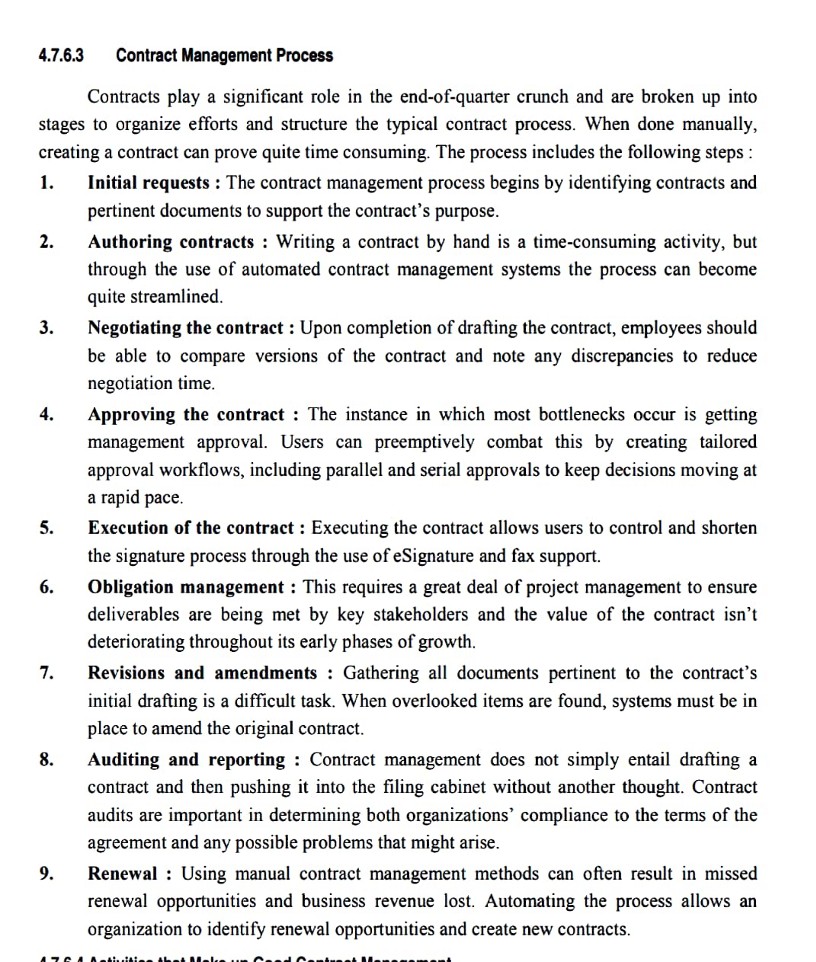 4.7.6.3 Contract Management Process
Contracts play a significant role in the end-of-quarter crunch and are broken up into
stages to organize efforts and structure the typical contract process. When done manually,
creating a contract can prove quite time consuming. The process includes the following steps :
1. Initial requests : The contract management process begins by identifying contracts and
pertinent documents to support the contract's purpose.
2. Authoring contracts : Writing a contract by hand is a time-consuming activity, but
through the use of automated contract management systems the process can become
quite streamlined.
3. Negotiating the contract : Upon completion of drafting the contract, employees should
be able to compare versions of the contract and note any discrepancies to reduce
negotiation time.
4. Approving the contract : The instance in which most bottlenecks occur is getting
management approval. Users can preemptively combat this by creating tailored
approval workflows, including parallel and serial approvals to keep decisions moving at
a rapid pace.
5. Execution of the contract : Executing the contract allows users to control and shorten
the signature process through the use of eSignature and fax support.
6. Obligation management : This requires a great deal of project management to ensure
deliverables are being met by key stakeholders and the value of the contract isn't
deteriorating throughout its early phases of growth.
7. Revisions and amendments : Gathering all documents pertinent to the contract's
initial drafting is a difficult task. When overlooked items are found, systems must be in
place to amend the original contract.
8. Auditing and reporting : Contract management does not simply entail drafting a
contract and then pushing it into the filing cabinet without another thought. Contract
audits are important in determining both organizations' compliance to the terms of the
agreement and any possible problems that might arise.
9. Renewal : Using manual contract management methods can often result in missed
renewal opportunities and business revenue lost. Automating the process allows an
organization to identify renewal opportunities and create new contracts.
4.7.6.4 Activities that Make up Good Contract Management